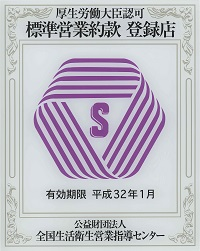 厚生労働大臣認可
標準営業約款 登録店
S
有効期限 平成32年1月
公益財団法人
全国生活衛生営業指導センター